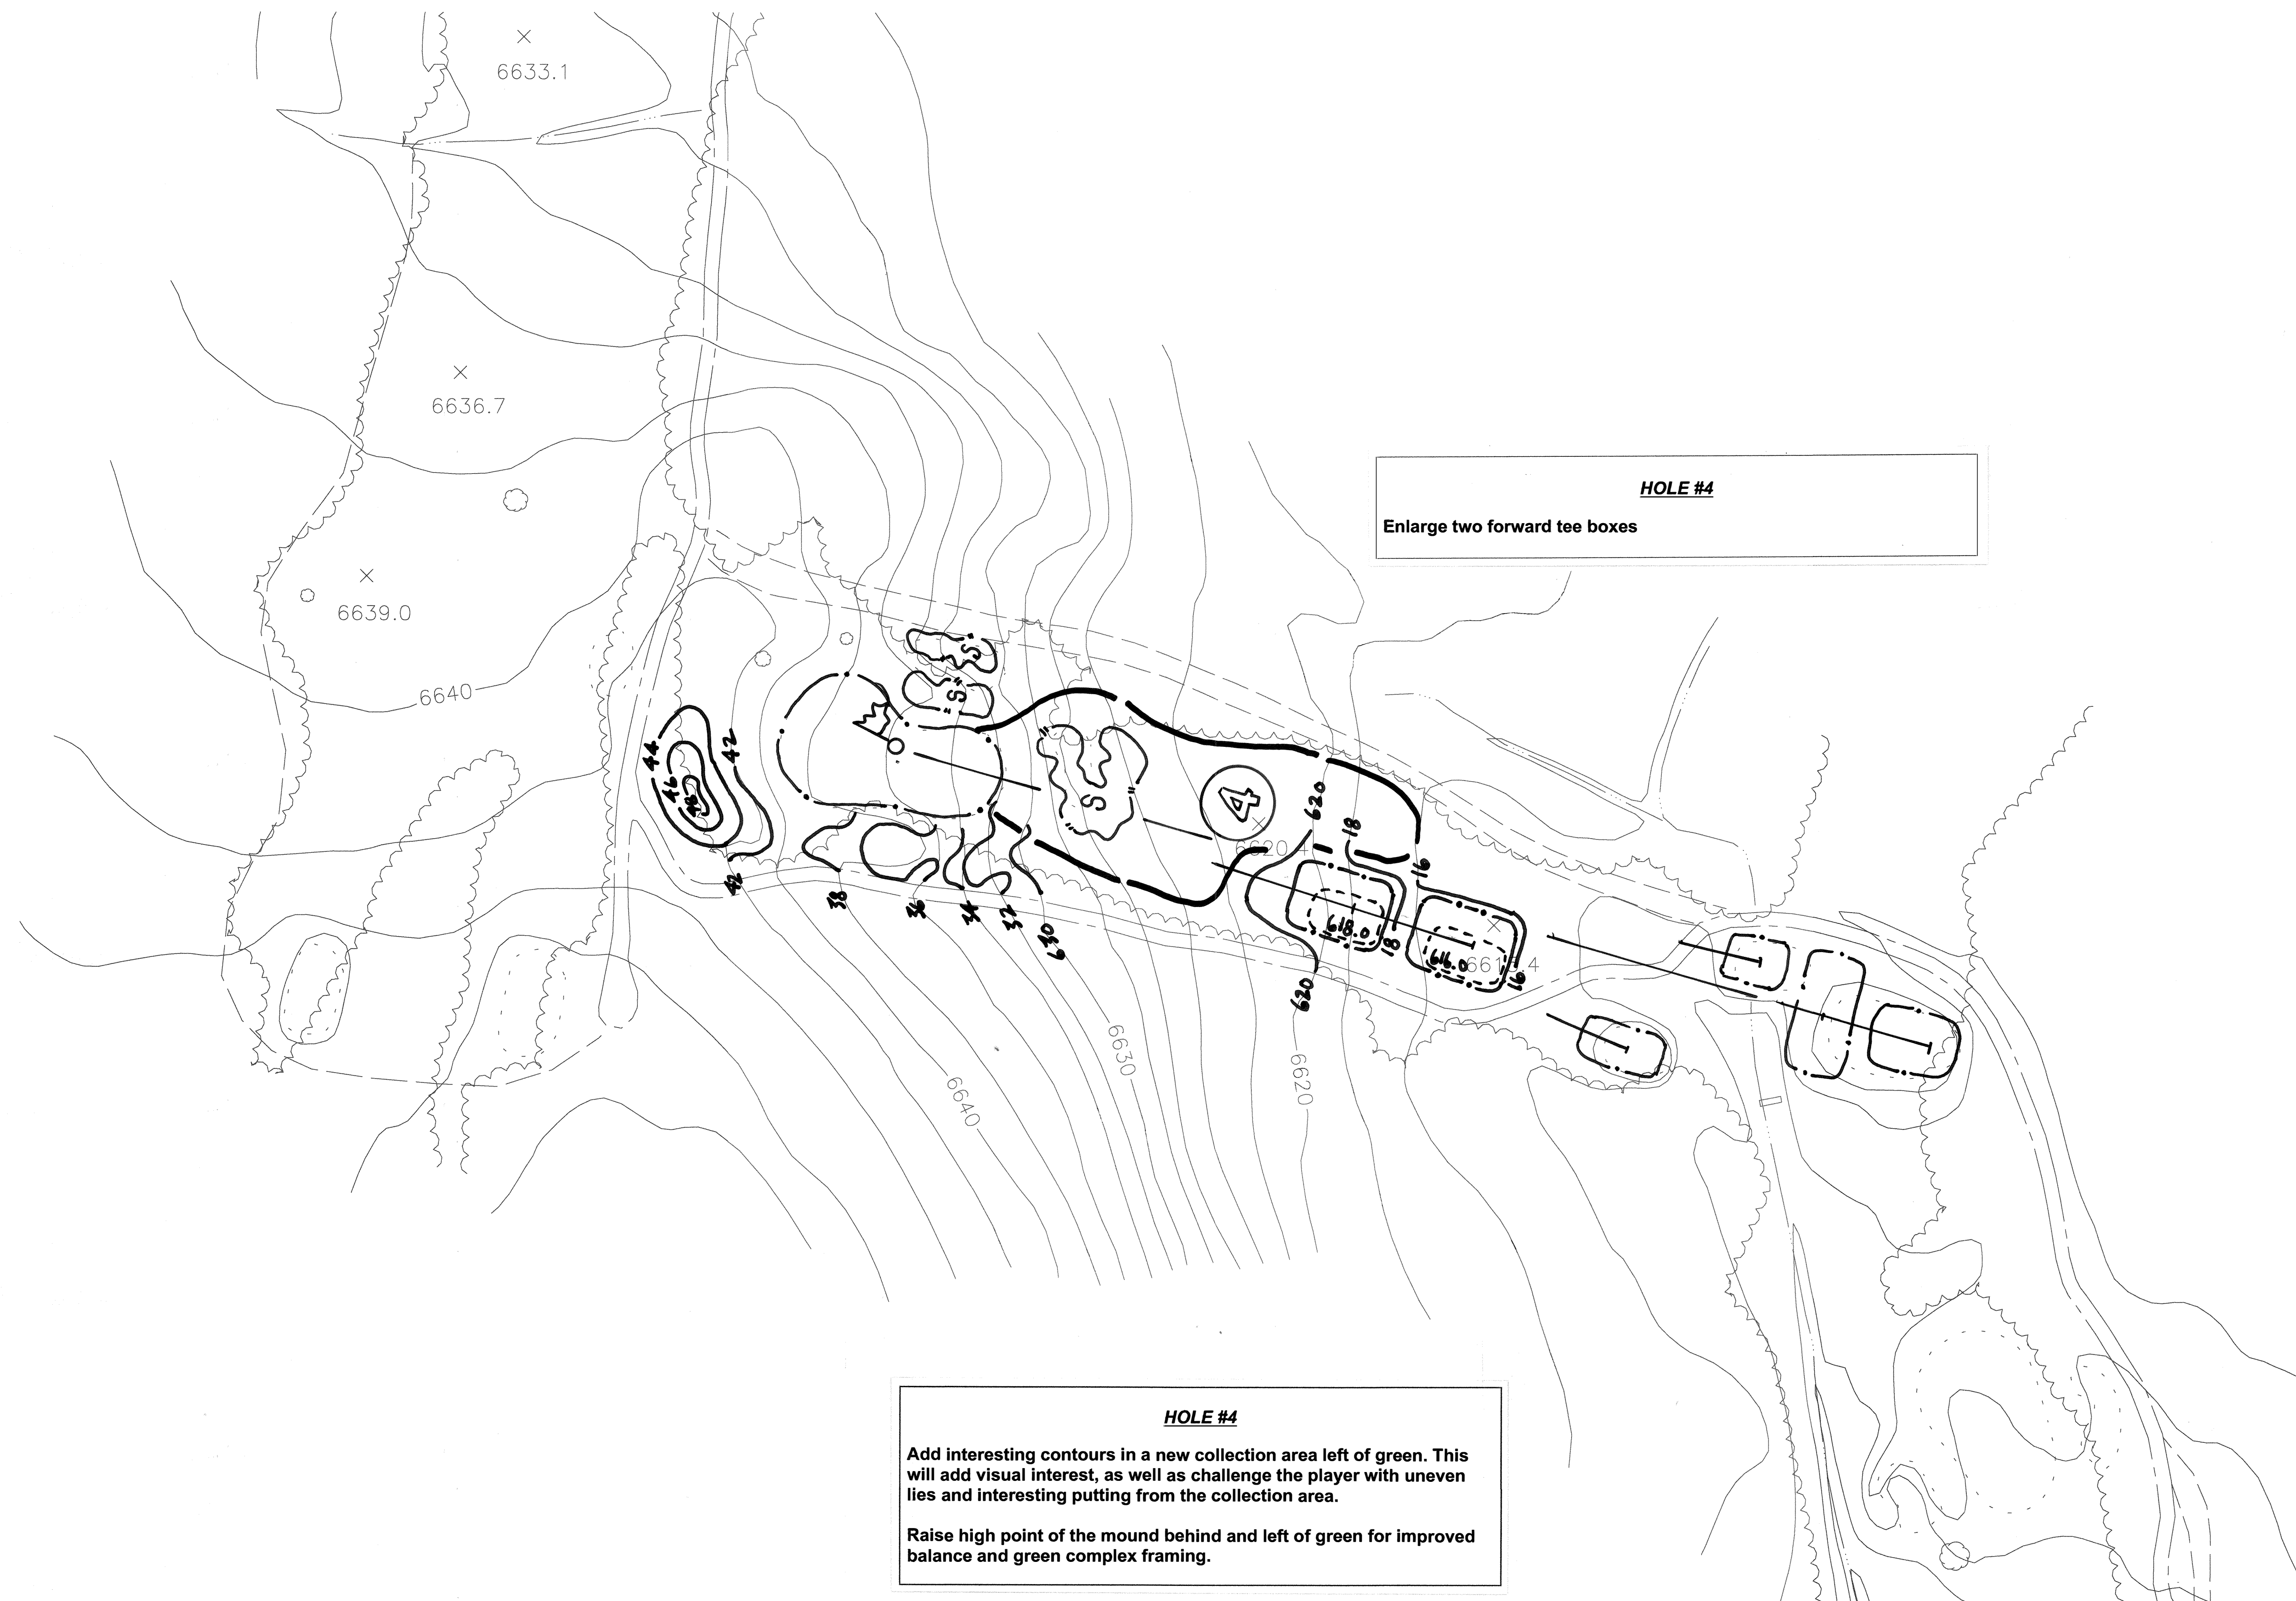 6633.1
6636.7
HOLE #4
Enlarge two forward tee boxes
6639.0
6640
S
S
44
42
46
48
S
4
620
18
6620.4
16
42
38
36
34
32
630
618.0
18
616.0
16
620
6630
6620
6640
HOLE #4
Add interesting contours in a new collection area left of green. This
will add visual interest, as well as challenge the player with uneven
lies and interesting putting from the collection area.
Raise high point of the mound behind and left of green for improved
balance and green complex framing.